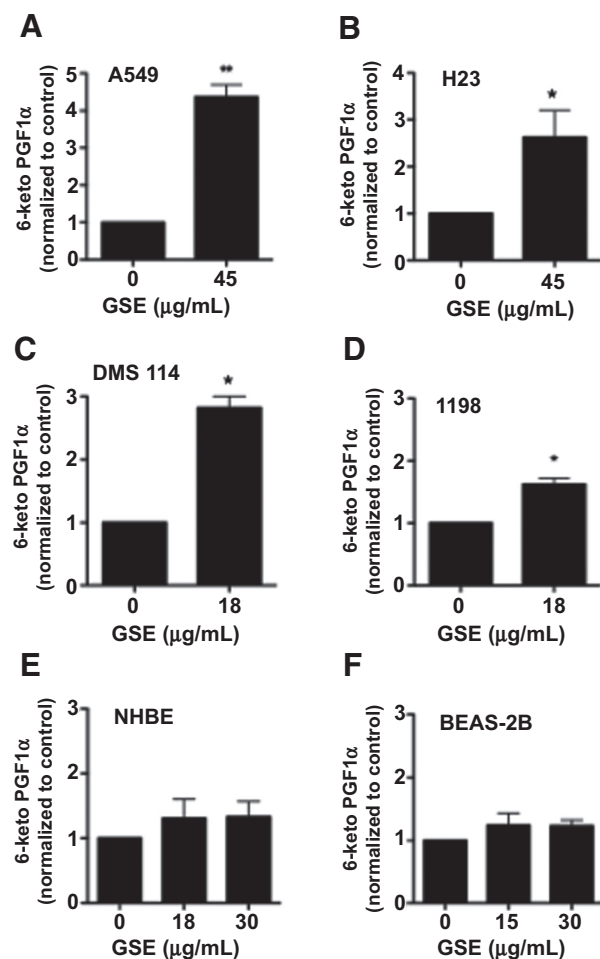 A
A549
**
6-keto PGF1α
(normalized to control)
5
4
3
2
1
0
0 45
GSE (μg/mL)
B
H23
*
6-keto PGF1α
(normalized to control)
4
3
2
1
0
0 45
GSE (μg/mL)
C
DMS 114
*
6-keto PGF1α
(normalized to control)
3
2
1
0
0 18
GSE (μg/mL)
D
1198
*
6-keto PGF1α
(normalized to control)
3
2
1
0
0 18
GSE (μg/mL)
E
NHBE
6-keto PGF1α
(normalized to control)
3
2
1
0
0 18 30
GSE (μg/mL)
F
BEAS-2B
6-keto PGF1α
(normalized to control)
3
2
1
0
0 15 30
GSE (μg/mL)